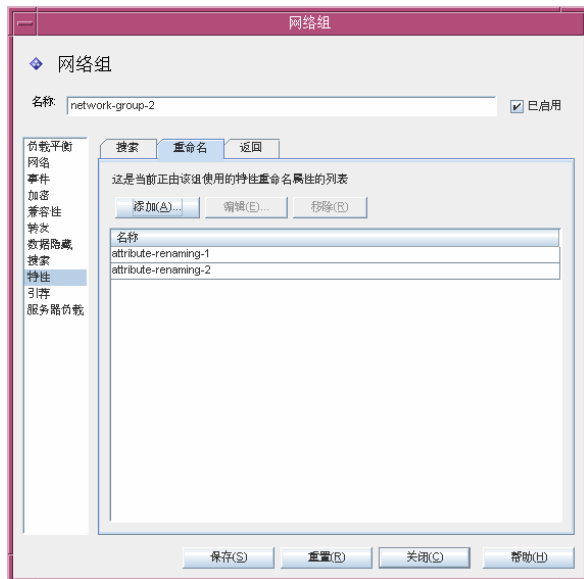 网络组
网络组
名称: network-group-2
已启用
负载平衡
网络
事件
加密
兼容性
转发
数据隐藏
搜索
特性
引荐
服务器负载
搜索 重命名 返回
这是当前正由该组使用的特性重命名属性的列表
添加(A)... 编辑(E)... 移除(R)
名称
attribute-renaming-1
attribute-renaming-2
保存(S) 重置(R) 关闭(C) 帮助(H)